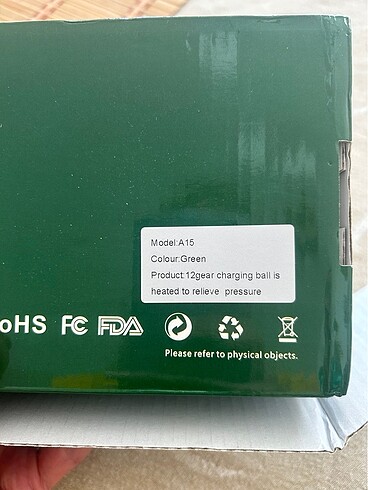 Model:A15
Colour:Green
Product:12gear charging ball is
heated to relieve pressure
oHS FC FDA
Please refer to physical objects.